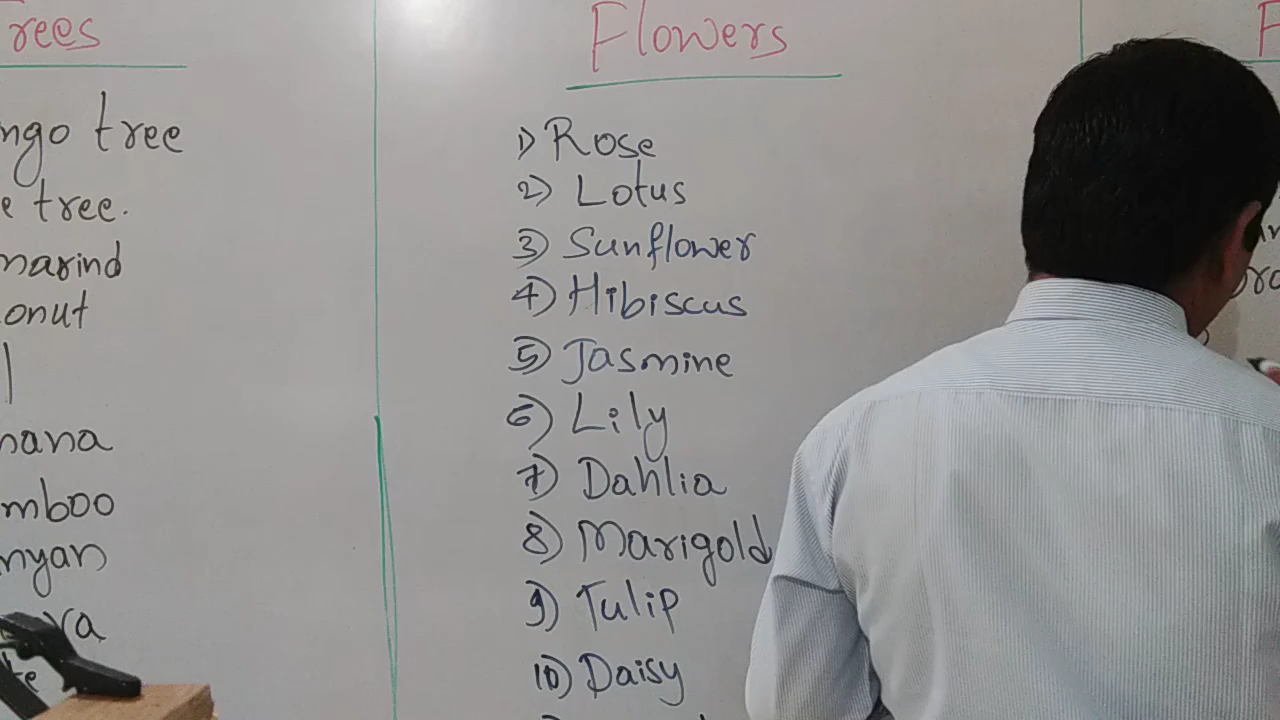 rees
ngo tree
e tree.
marind
onut
nana
mboo
nyan
Flowers
1) Rose
2) Lotus
3) Sunflower
4) Hibiscus
5) Jasmine
6) Lily
7) Dahlia
8) Marigold
9) Tulip
10) Daisy
F